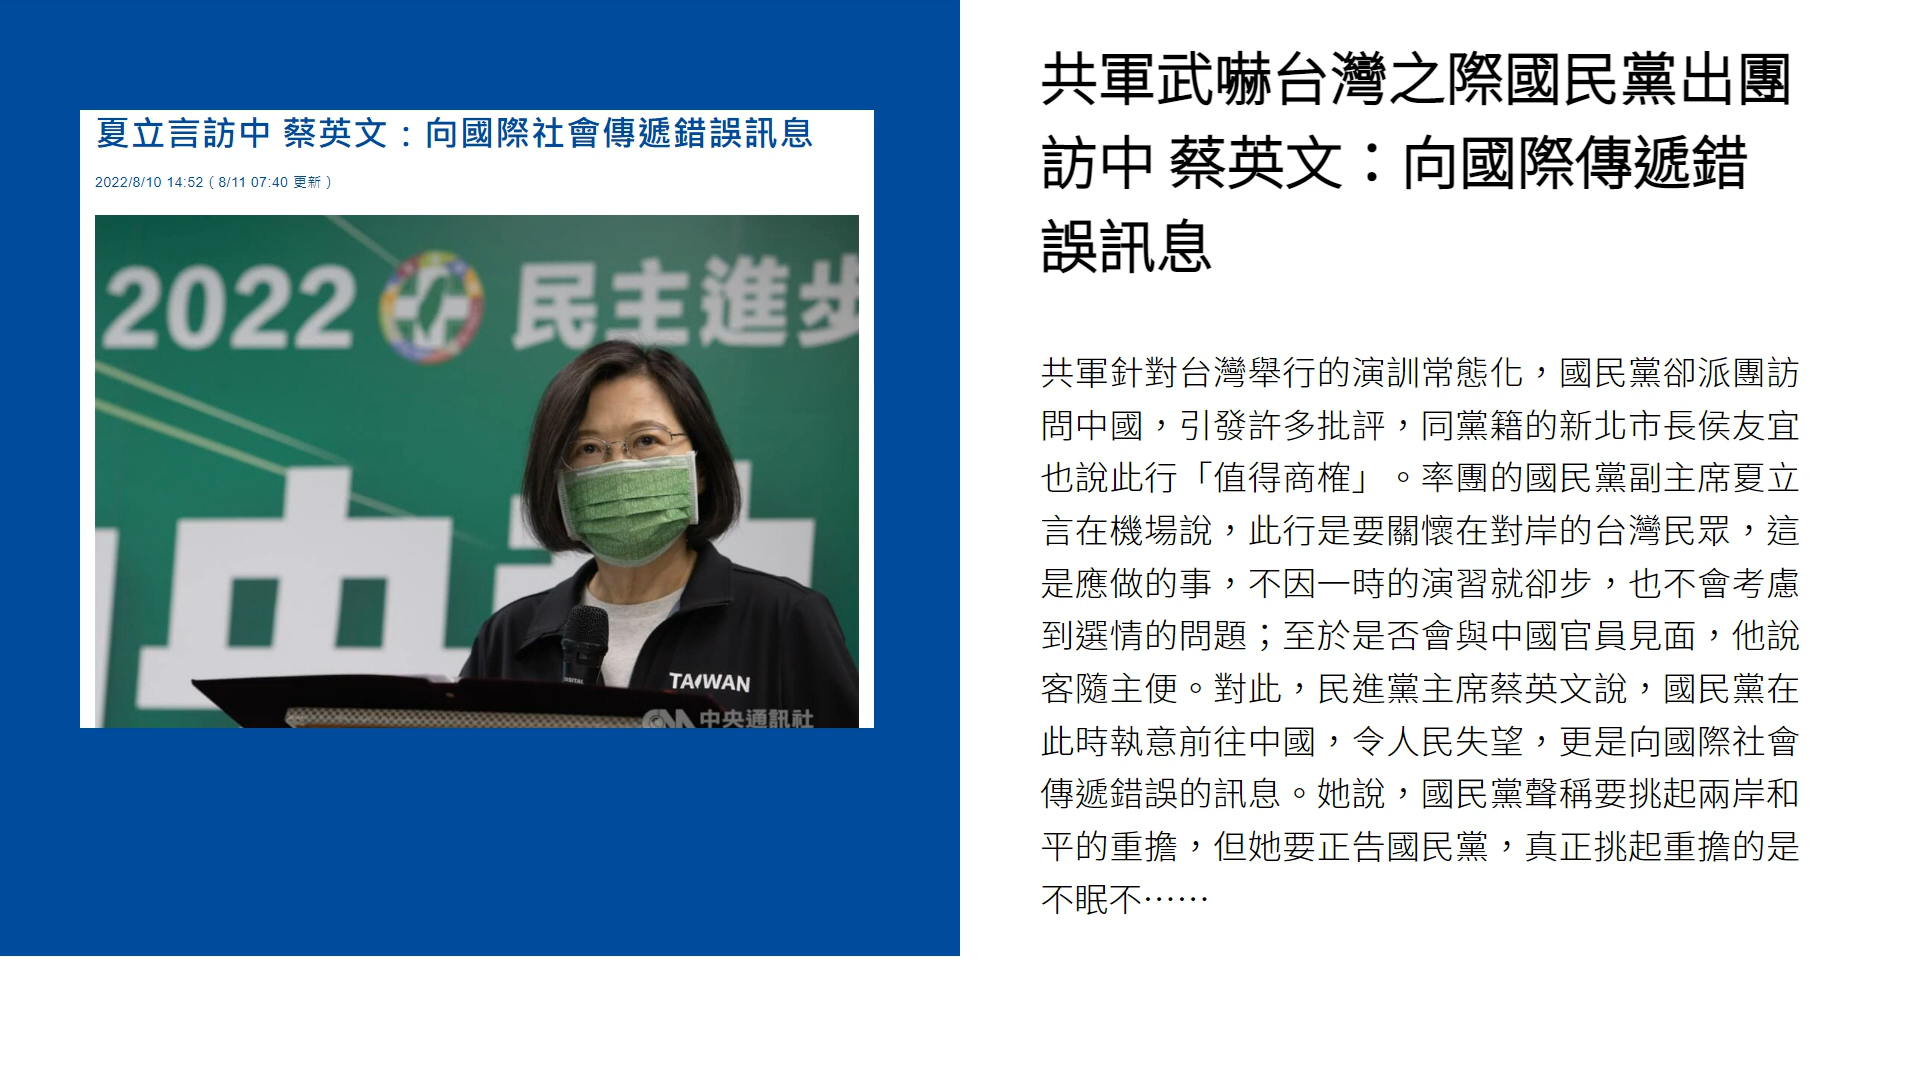 夏立言訪中 蔡英文：向國際社會傳遞錯誤訊息
2022/8/10 14:52（8/11 07:40 更新）
2022 民主進步
TAIWAN
DIGITAL
中央通訊社
共軍武嚇台灣之際國民黨出團
訪中 蔡英文：向國際傳遞錯
誤訊息
共軍針對台灣舉行的演訓常態化，國民黨卻派團訪
問中國，引發許多批評，同黨籍的新北市長侯友宜
也說此行「值得商榷」。率團的國民黨副主席夏立
言在機場說，此行是要關懷在對岸的台灣民眾，這
是應做的事，不因一時的演習就卻步，也不會考慮
到選情的問題；至於是否會與中國官員見面，他說
客隨主便。對此，民進黨主席蔡英文說，國民黨在
此時執意前往中國，令人民失望，更是向國際社會
傳遞錯誤的訊息。她說，國民黨聲稱要挑起兩岸和
平的重擔，但她要正告國民黨，真正挑起重擔的是
不眠不⋯⋯